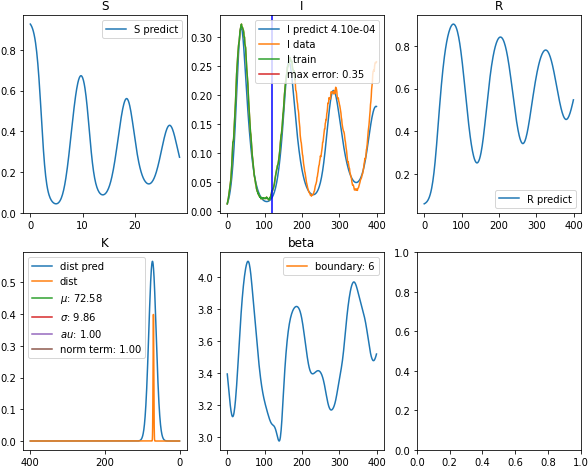 S
I
R
S predict
I predict 4.10e-04
I data
I train
max error: 0.35
R predict
0.8
0.6
0.4
0.2
0.0
0 10 20
0.30
0.25
0.20
0.15
0.10
0.05
0.00
0 100 200 300 400
0.8
0.6
0.4
0.2
0 100 200 300 400
K
beta
dist pred
dist
μ: 72.58
σ: 9.86
au: 1.00
norm term: 1.00
boundary: 6
0.5
0.4
0.3
0.2
0.1
0.0
400 200 0
4.0
3.8
3.6
3.4
3.2
3.0
0 100 200 300 400
1.0
0.8
0.6
0.4
0.2
0.0
0.0 0.2 0.4 0.6 0.8 1.0